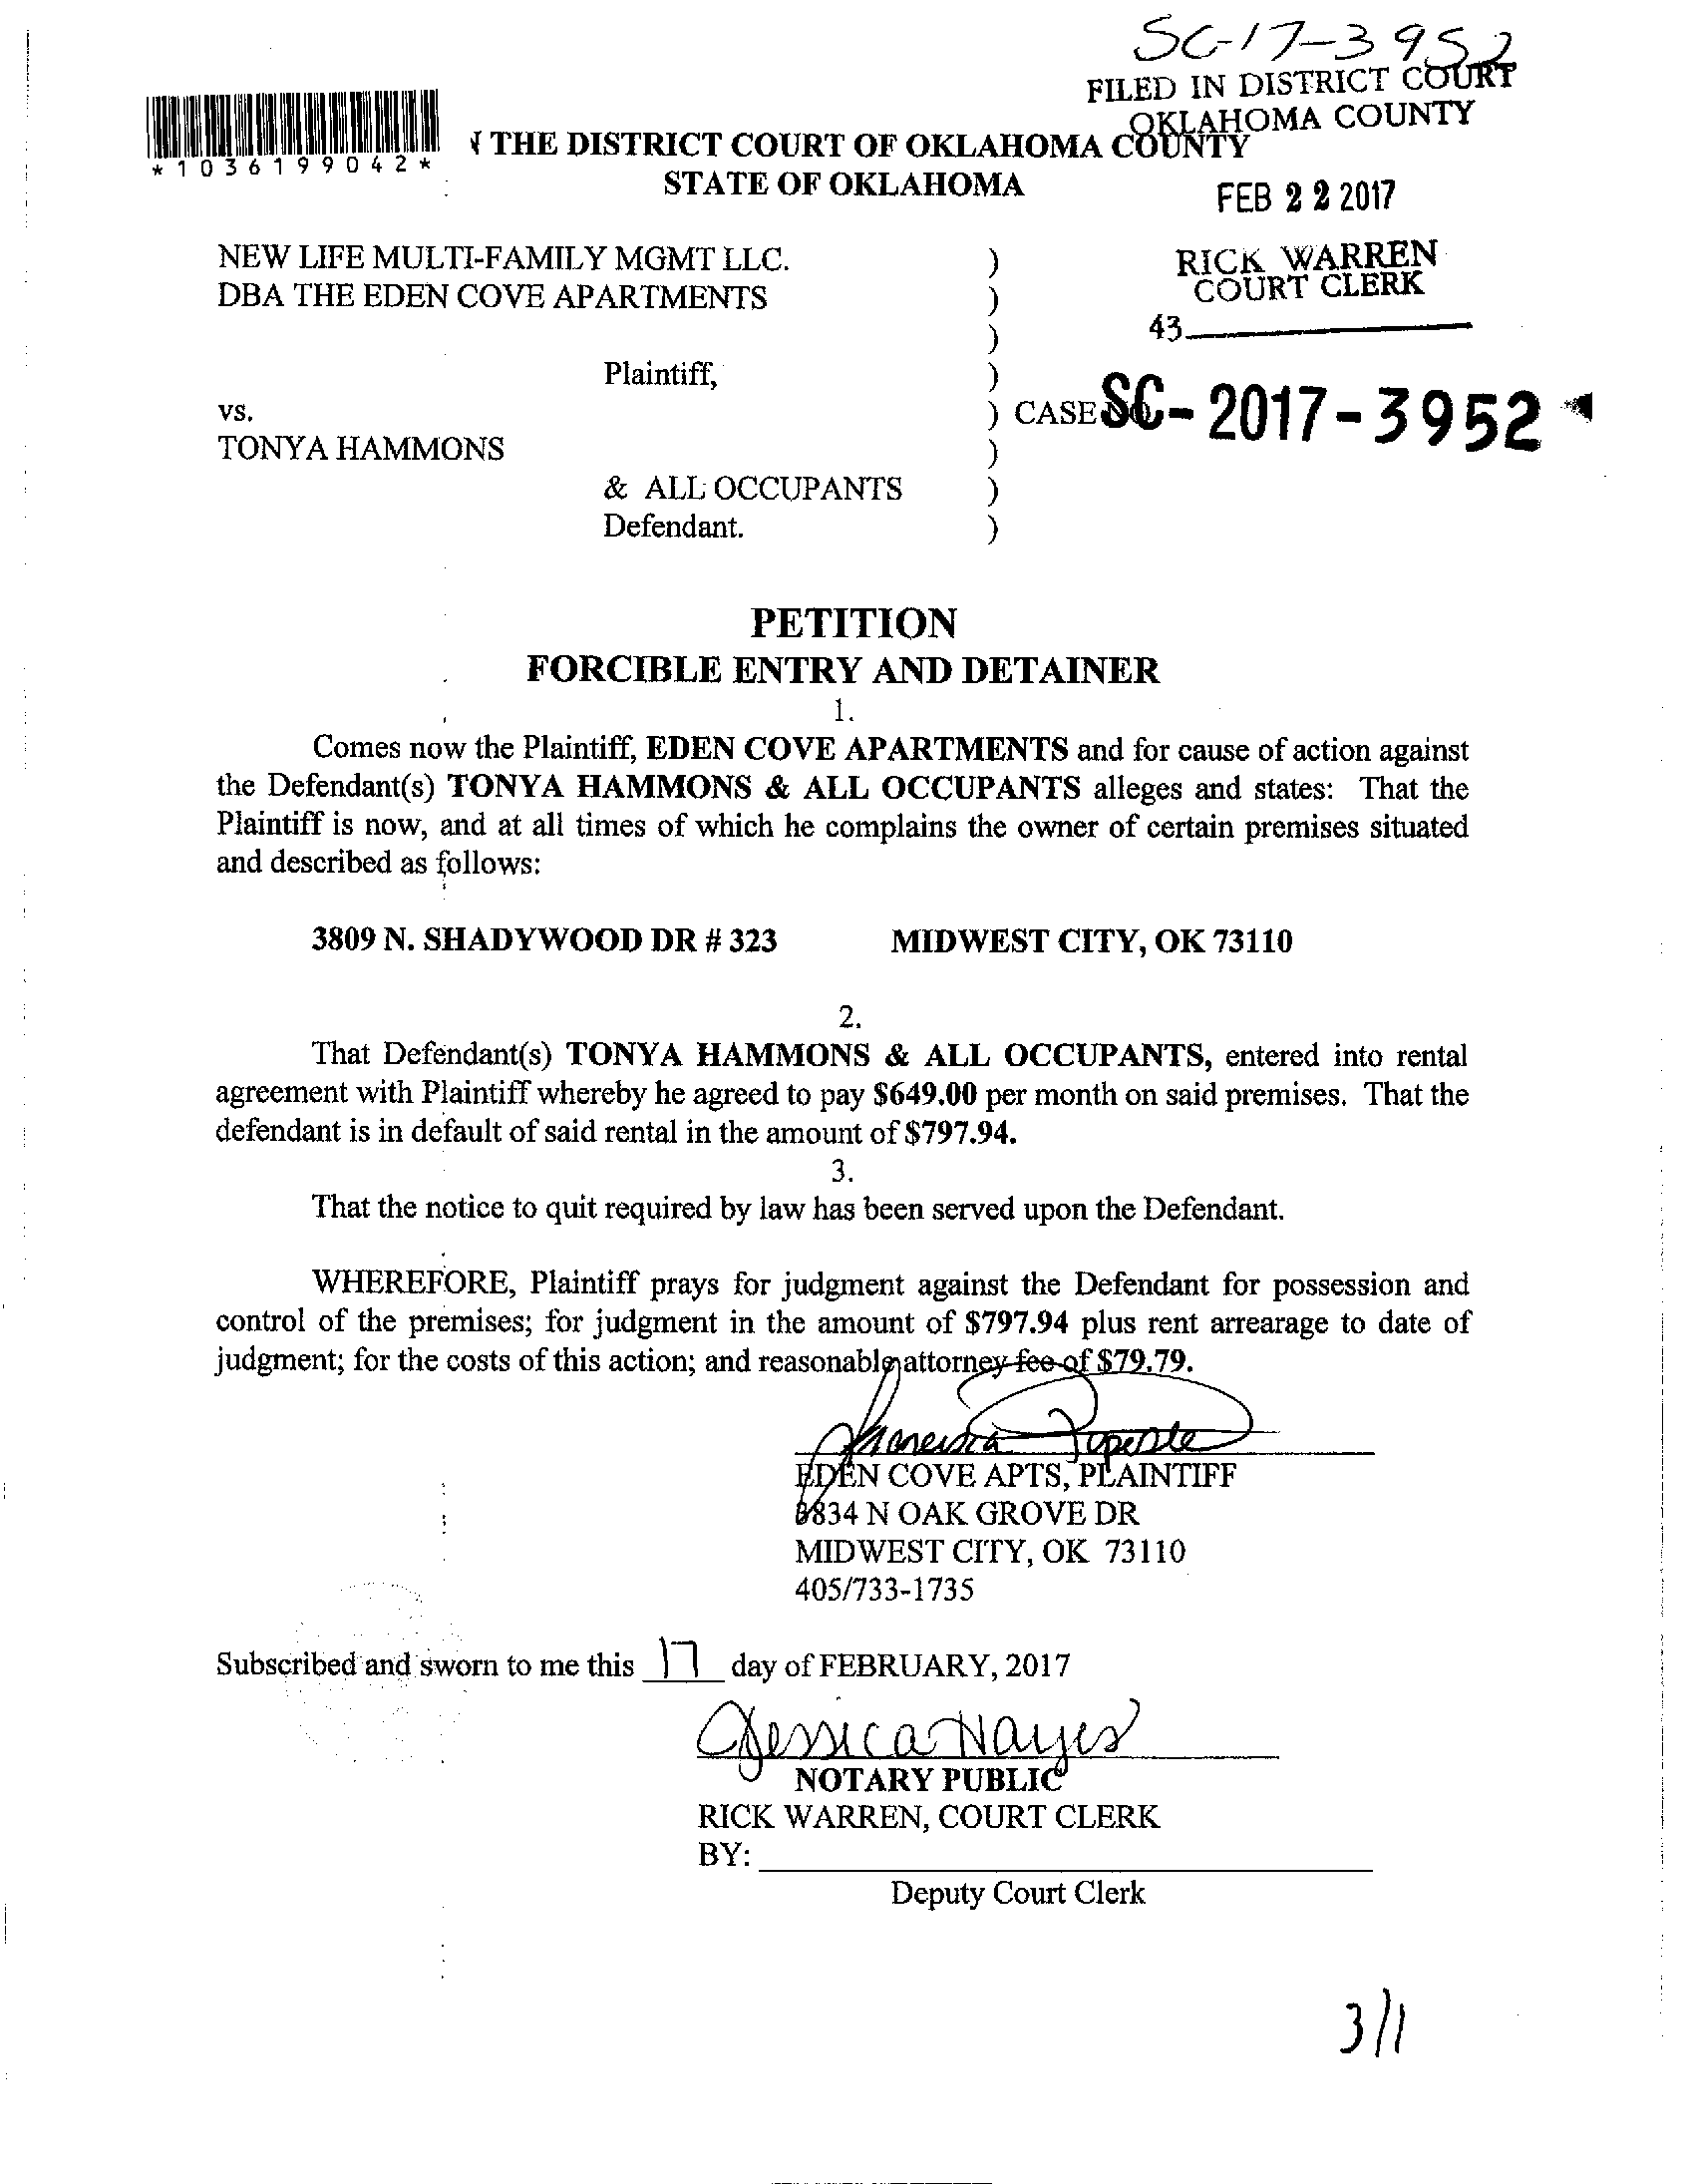 SC-17-3952
FILED IN DISTRICT COURT
OKLAHOMA COUNTY
*1036199042*
THE DISTRICT COURT OF OKLAHOMA COUNTY
STATE OF OKLAHOMA
FEB 22 2017
NEW LIFE MULTI-FAMILY MGMT LLC. )
DBA THE EDEN COVE APARTMENTS )
)
RICK WARREN
COURT CLERK
43
Plaintiff, )
vs. ) CASE SC-2017-3952
TONYA HAMMONS )
& ALL OCCUPANTS )
Defendant. )
PETITION
FORCIBLE ENTRY AND DETAINER
1.
Comes now the Plaintiff, EDEN COVE APARTMENTS and for cause of action against
the Defendant(s) TONYA HAMMONS & ALL OCCUPANTS alleges and states: That the
Plaintiff is now, and at all times of which he complains the owner of certain premises situated
and described as follows:
3809 N. SHADYWOOD DR # 323 MIDWEST CITY, OK 73110
2.
That Defendant(s) TONYA HAMMONS & ALL OCCUPANTS, entered into rental
agreement with Plaintiff whereby he agreed to pay $649.00 per month on said premises. That the
defendant is in default of said rental in the amount of $797.94.
3.
That the notice to quit required by law has been served upon the Defendant.
WHEREFORE, Plaintiff prays for judgment against the Defendant for possession and
control of the premises; for judgment in the amount of $797.94 plus rent arrearage to date of
judgment; for the costs of this action; and reasonable attorney fee of $79.79.
EDEN COVE APTS, PLAINTIFF
3834 N OAK GROVE DR
MIDWEST CITY, OK 73110
405/733-1735
Subscribed and sworn to me this 17 day of FEBRUARY, 2017
Jessica Hayes
NOTARY PUBLIC
RICK WARREN, COURT CLERK
BY:
Deputy Court Clerk
3/1